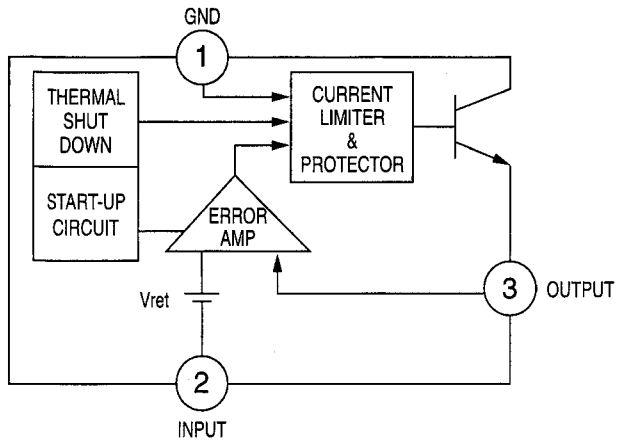 GND
1
THERMAL
SHUT
DOWN
CURRENT
LIMITER
&
PROTECTOR
START-UP
CIRCUIT
ERROR
AMP
3
OUTPUT
Vret
2
INPUT